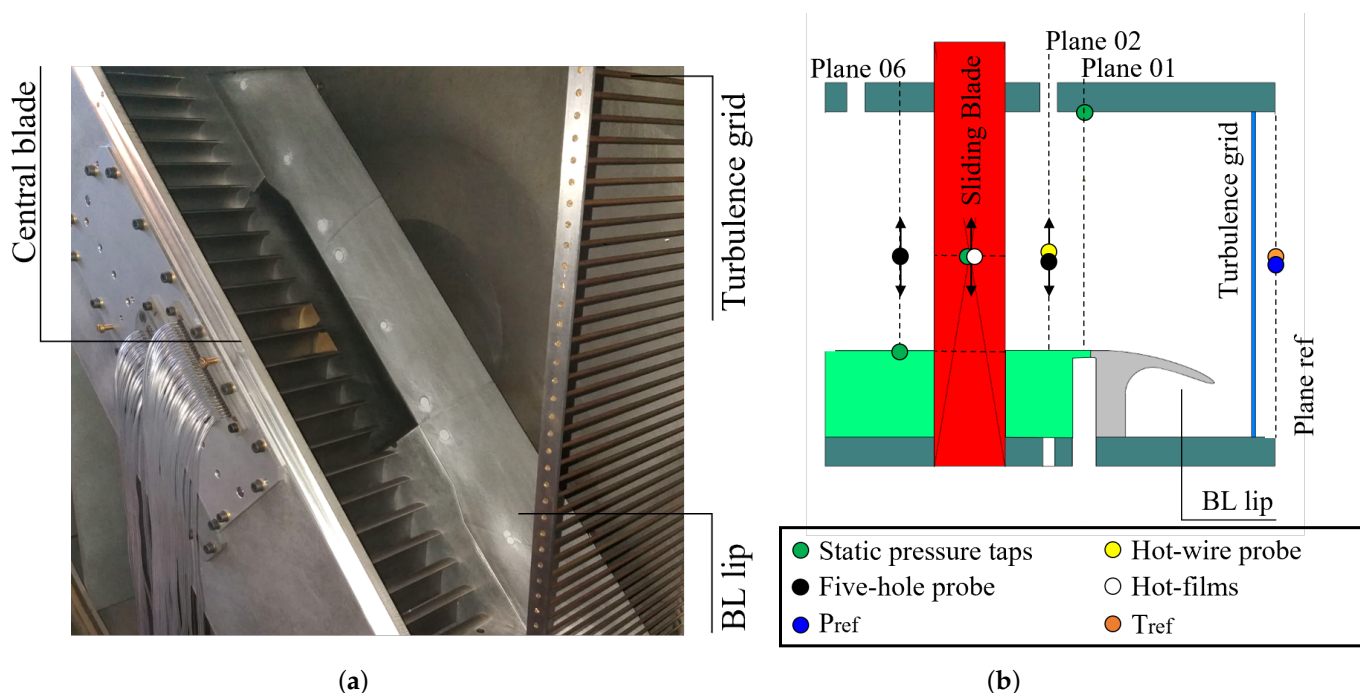 Central blade
Turbulence grid
BL lip
(a)
Plane 06
Plane 02
Plane 01
Sliding Blade
Turbulence grid
Plane ref
BL lip
Static pressure taps
Hot-wire probe
Five-hole probe
Hot-films
Pref
Tref
(b)